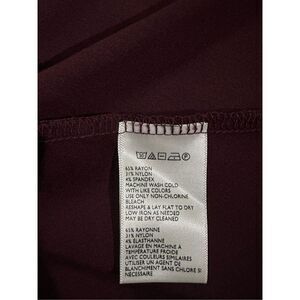 65% RAYON
31% NYLON
4% SPANDEX
MACHINE WASH COLD
WITH LIKE COLORS
USE ONLY NON-CHLORINE
BLEACH
RESHAPE & LAY FLAT TO DRY
LOW IRON AS NEEDED
MAY BE DRY CLEANED
65% RAYONNE
31% NYLON
4% ELASTHANNE
LAVAGE EN MACHINE A
TEMPÉRATURE FROIDE
AVEC COULEURS SIMILAIRES
UTILISER UN AGENT DE
BLANCHIMENT SANS CHLORE SI
NECESSAIRE